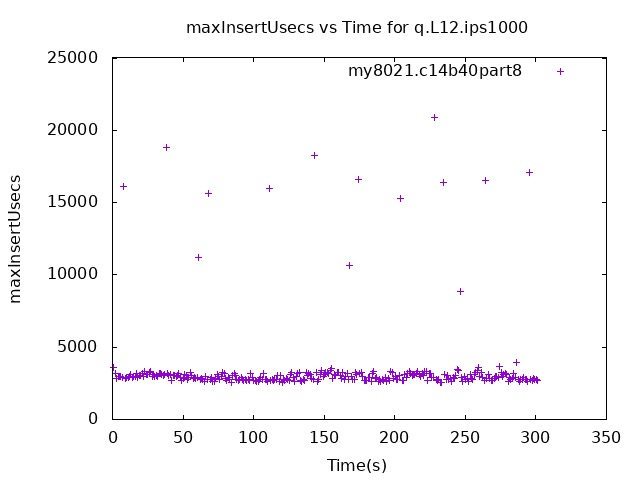 maxInsertUsecs vs Time for q.L12.ips1000
my8021.c14b40part8
25000
20000
15000
10000
5000
0
maxInsertUsecs
0 50 100 150 200 250 300 350
Time(s)